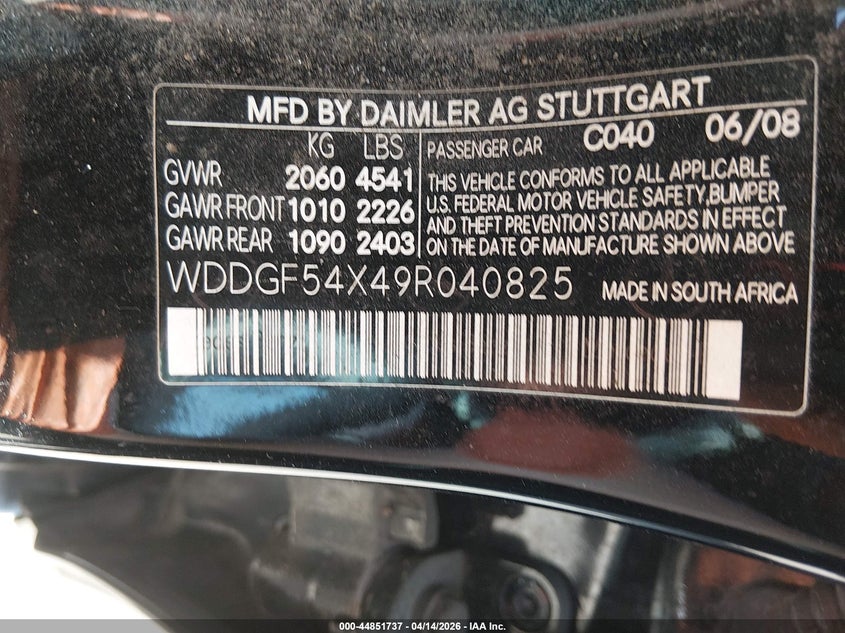 MFD BY DAIMLER AG STUTTGART
KG LBS
GVWR 2060 4541
GAWR FRONT 1010 2226
GAWR REAR 1090 2403
PASSENGER CAR C040 06/08
THIS VEHICLE CONFORMS TO ALL APPLICABLE
U.S. FEDERAL MOTOR VEHICLE SAFETY,BUMPER
AND THEFT PREVENTION STANDARDS IN EFFECT
ON THE DATE OF MANUFACTURE SHOWN ABOVE
WDDGF54X49R040825 MADE IN SOUTH AFRICA
000-44851737 - 04/14/2026 - IAA Inc.